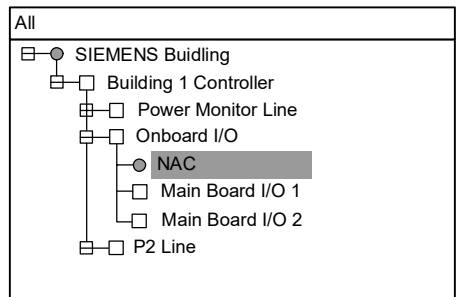 All
SIEMENS Buidling
Building 1 Controller
Power Monitor Line
Onboard I/O
NAC
Main Board I/O 1
Main Board I/O 2
P2 Line